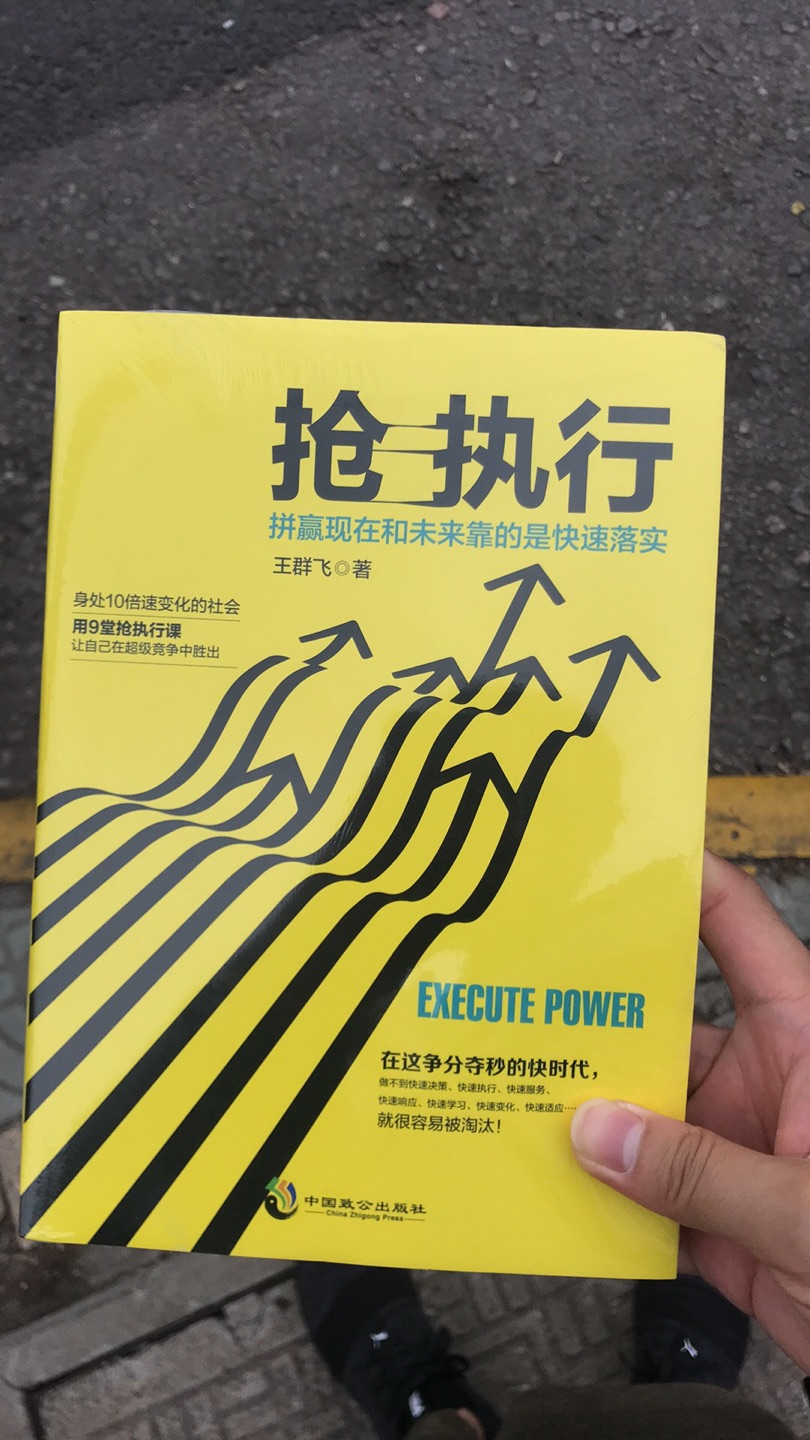 抢执行
拼赢现在和未来靠的是快速落实
王群飞◎著
身处10倍速变化的社会
用9堂抢执行课
让自己在超级竞争中胜出
EXECUTE POWER
在这争分夺秒的快时代，
做不到快速决策、快速执行、快速服务、
快速响应、快速学习、快速变化、快速适应····
就很容易被淘汰！
中国致公出版社
China Zhigong Press